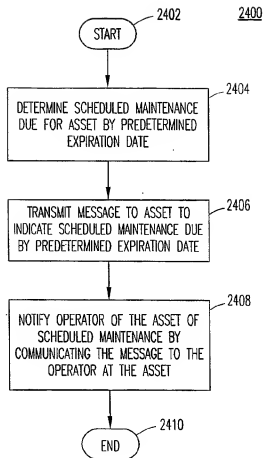 2400
2402
START
2404
DETERMINE SCHEDULED MAINTENANCE
DUE FOR ASSET BY PREDETERMINED
EXPIRATION DATE
2406
TRANSMIT MESSAGE TO ASSET TO
INDICATE SCHEDULED MAINTENANCE DUE
BY PREDETERMINED EXPIRATION DATE
2408
NOTIFY OPERATOR OF THE ASSET OF
SCHEDULED MAINTENANCE BY
COMMUNICATING THE MESSAGE TO THE
OPERATOR AT THE ASSET
2410
END